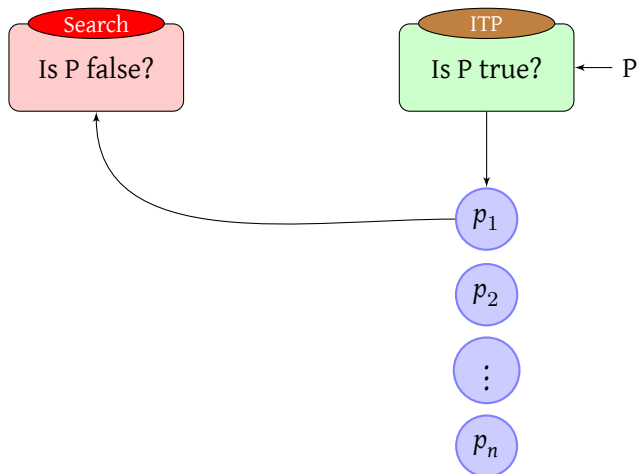 Search
Is P false?
ITP
Is P true?
P
p₁
p₂
⋮
pₙ